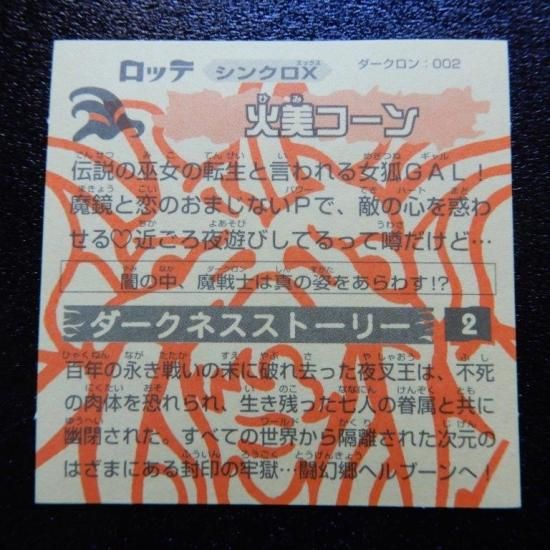 ロッテ シンクロX ダークロン:002
火美コーン
伝説の巫女の転生と言われる女狐GAL!
魔鏡と恋のおまじないPで、敵の心を惑わ
せる♡近ごろ夜遊びしてるって噂だけど…
闇の中、魔戦士は真の姿をあらわす!?
ダークネスストーリー 2
百年の永き戦いの末に破れ去った夜叉王は、不死
の肉体を恐れられ、生き残った七人の眷属と共に
幽閉された。すべての世界から隔離された次元の
はざまにある封印の牢獄…闘幻郷ヘルブーンへ!